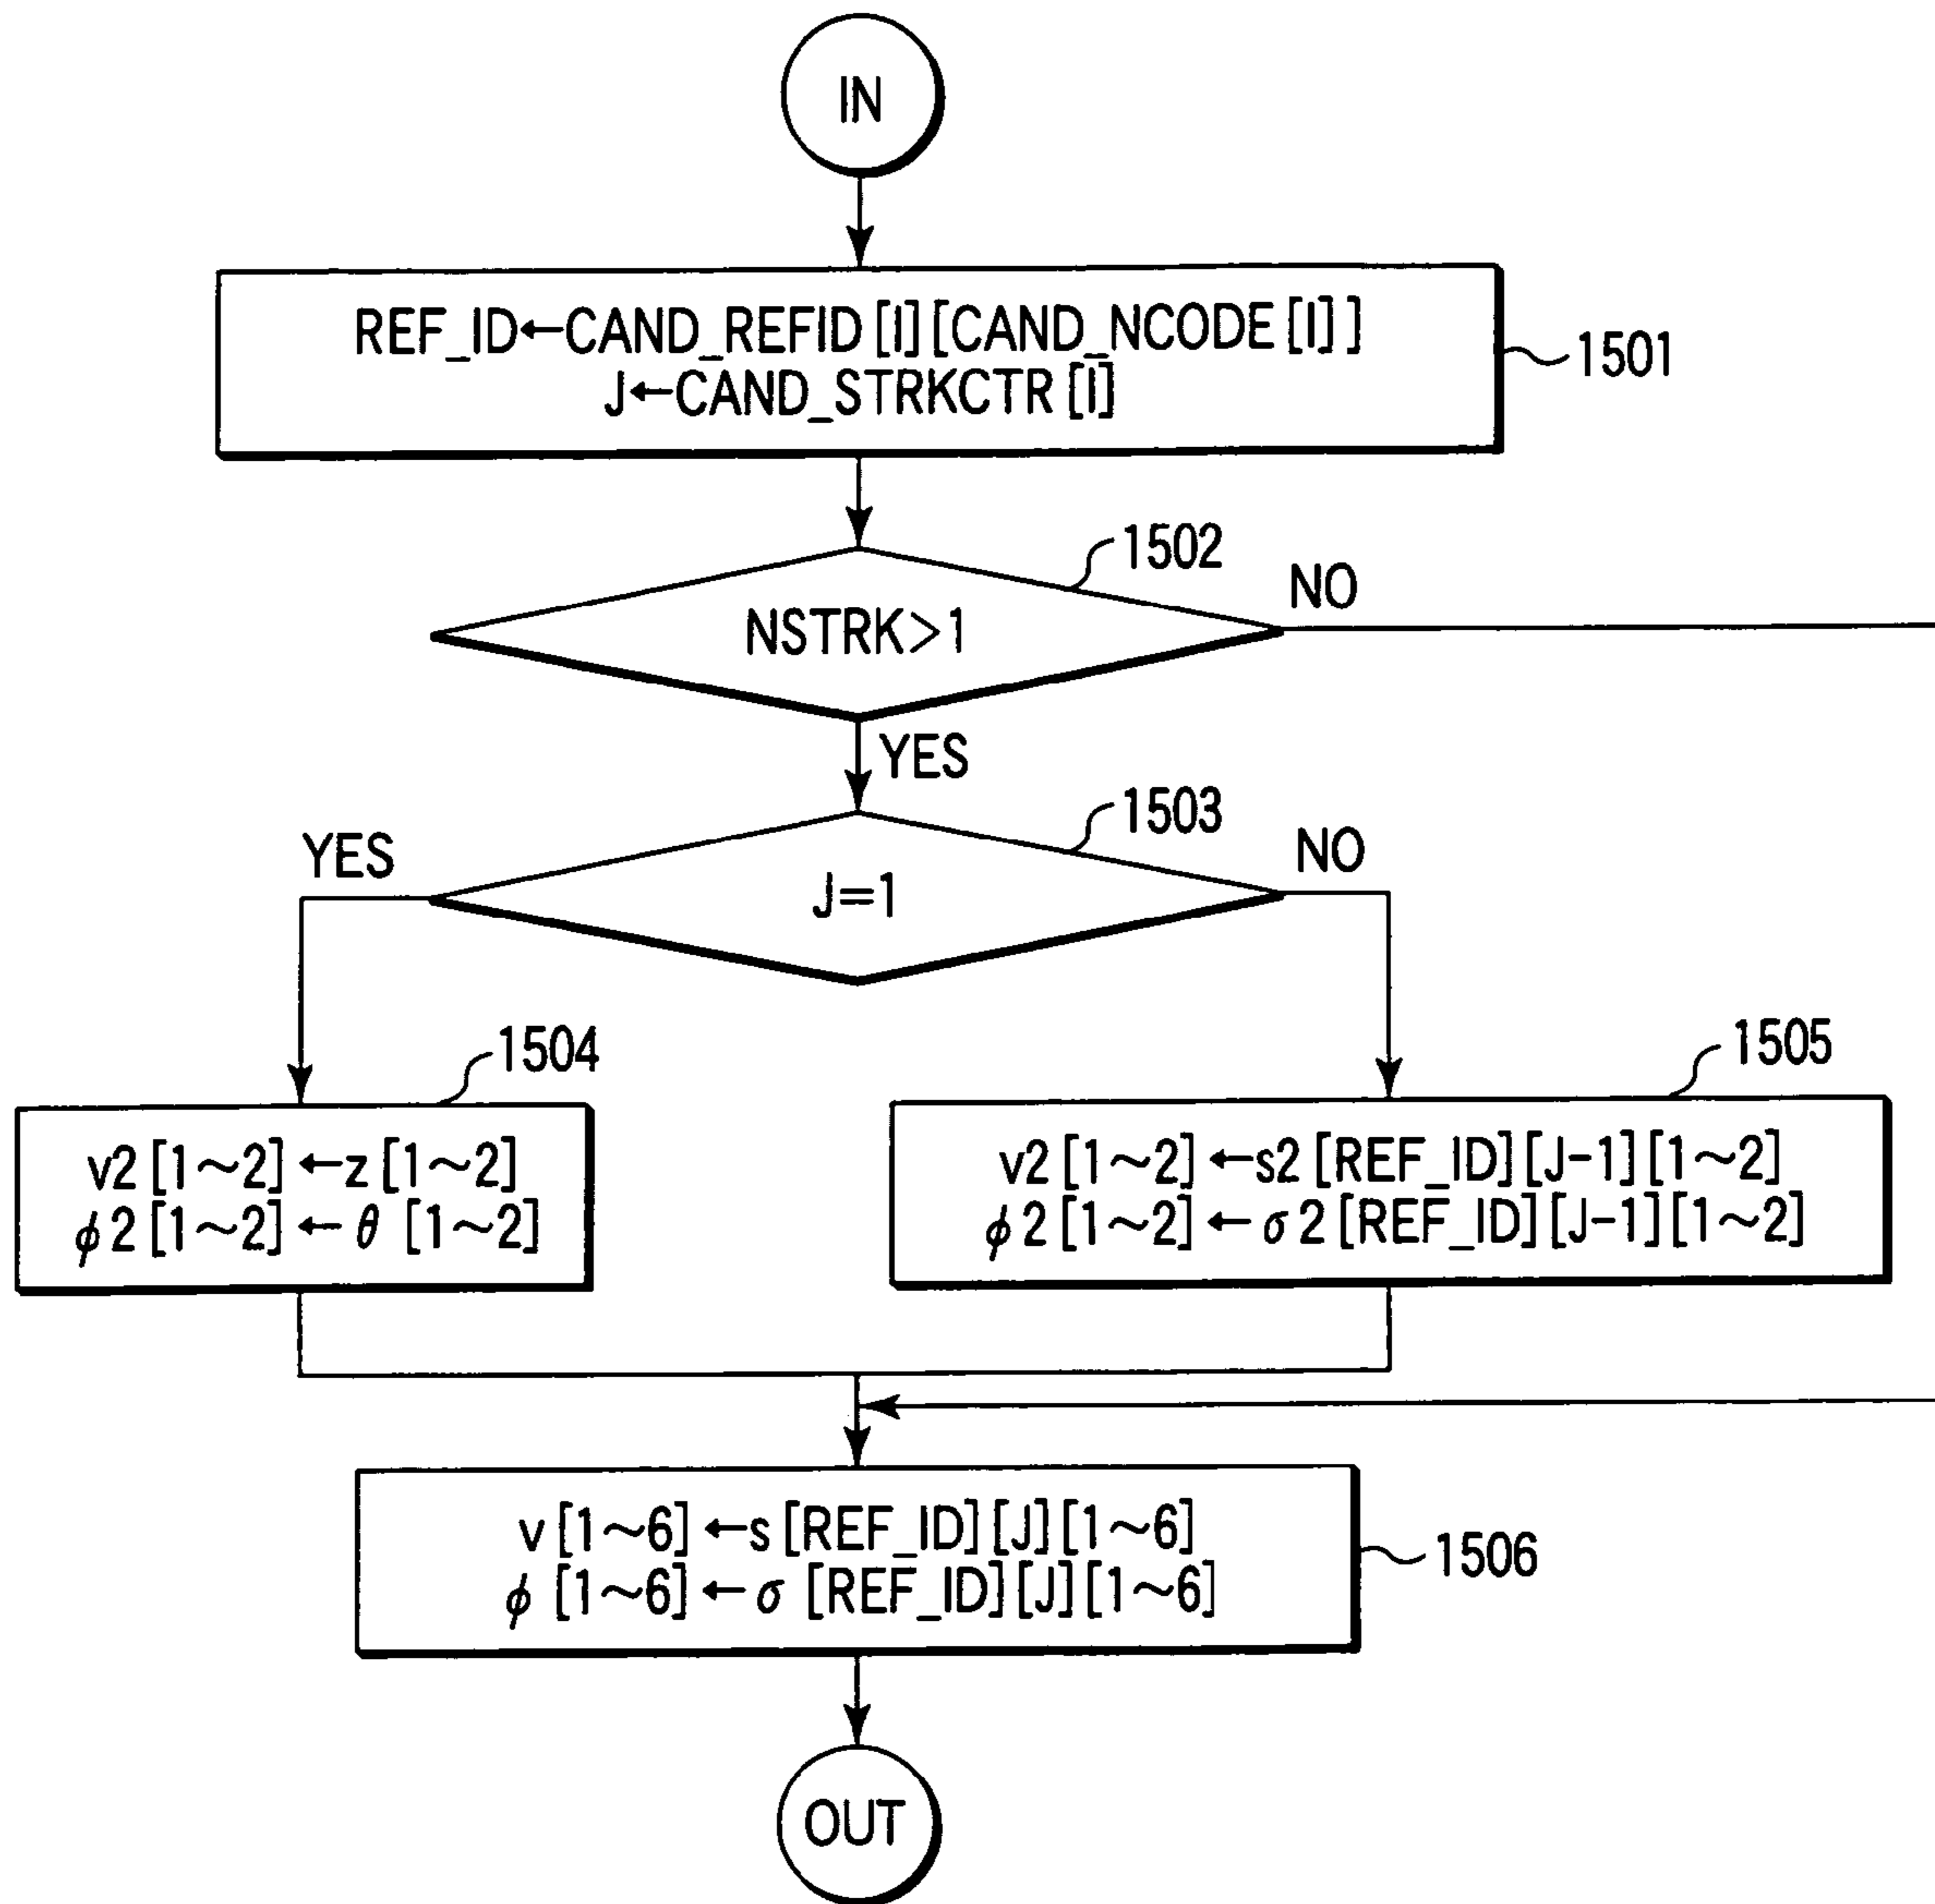 IN
REF_ID←CAND_REFID[I][CAND_NCODE[I]]
J←CAND_STRKCTR[I]
1501
1502
NSTRK>1
NO
YES
1503
J=1
YES
NO
1504
v2[1~2]←z[1~2]
ϕ2[1~2]←θ[1~2]
1505
v2[1~2]←s2[REF_ID][J-1][1~2]
ϕ2[1~2]←σ2[REF_ID][J-1][1~2]
v[1~6]←s[REF_ID][J][1~6]
ϕ[1~6]←σ[REF_ID][J][1~6]
1506
OUT